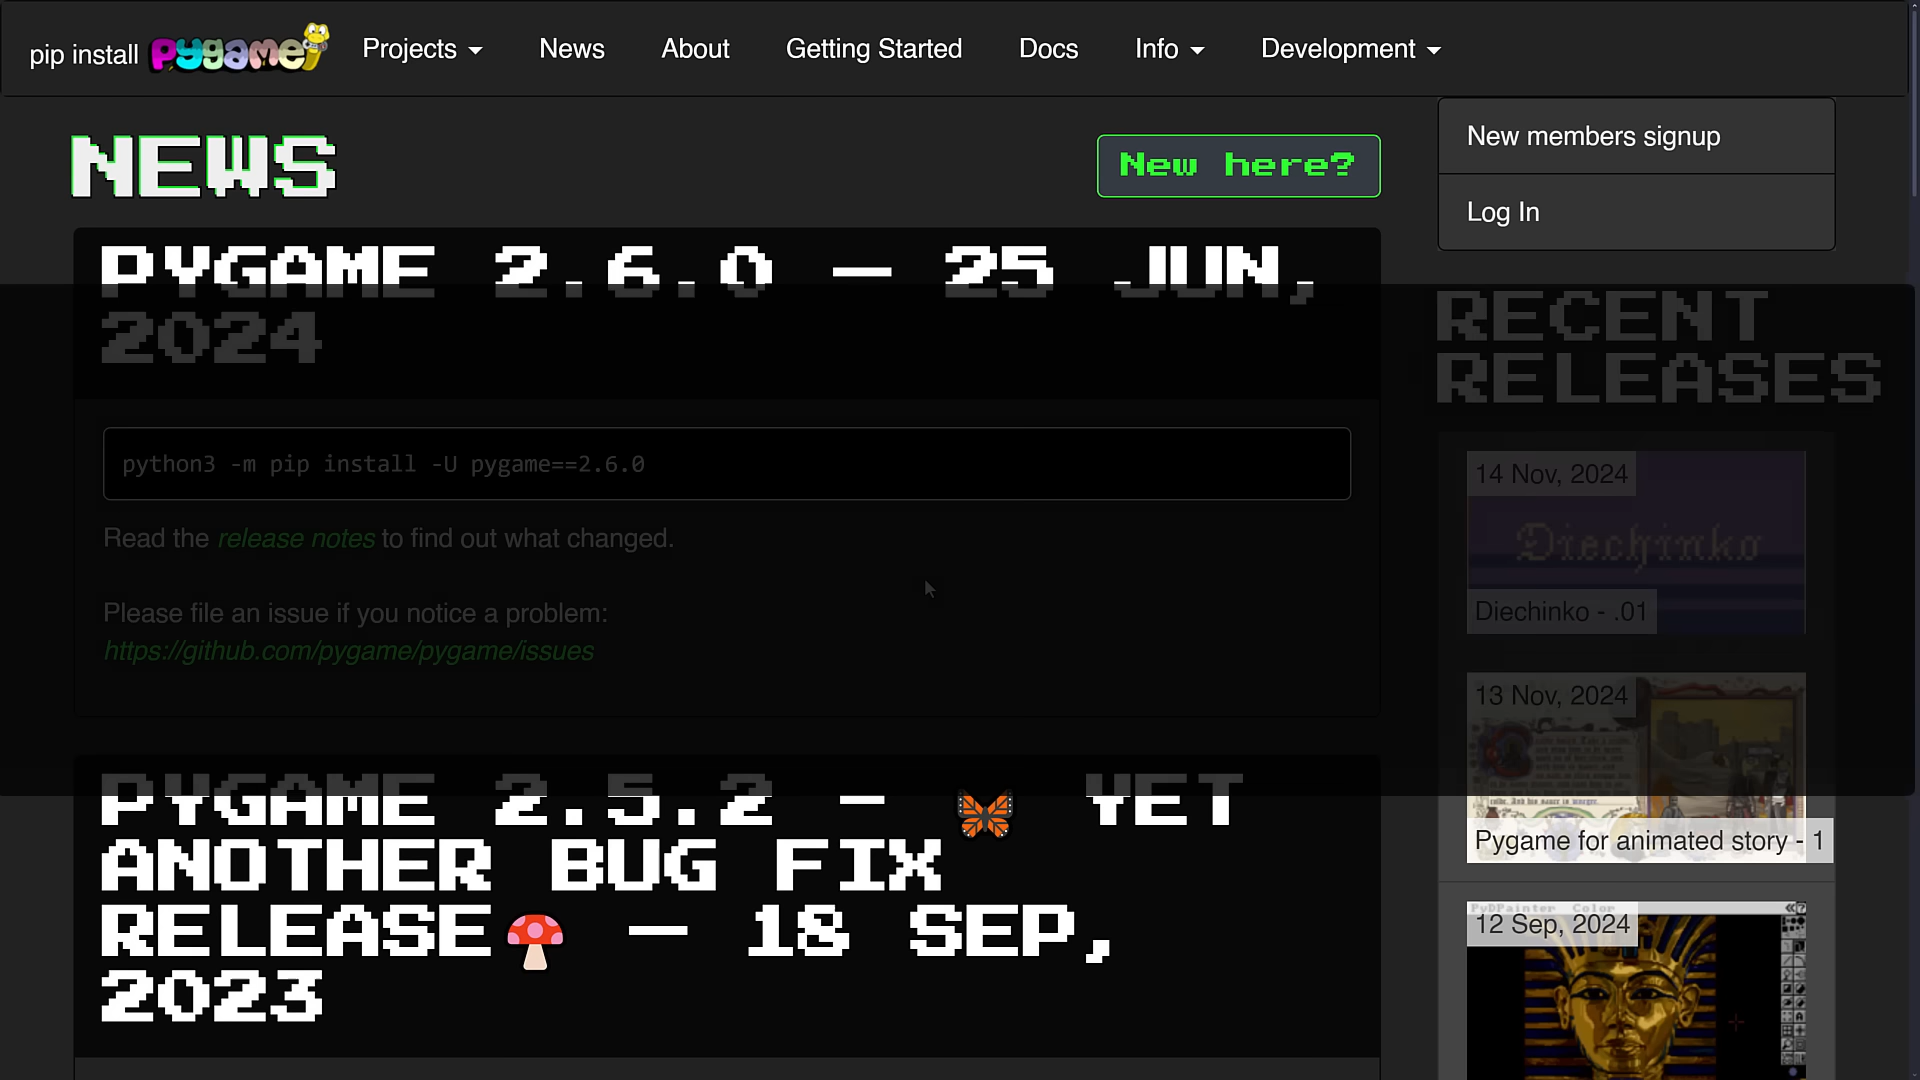 pip install pygame
Projects
News
About
Getting Started
Docs
Info
Development
NEWS
New here?
New members signup
Log In
PYGAME 2.6.0 — 25 JUN,
2024
RECENT
RELEASES
python3 -m pip install -U pygame==2.6.0
Read the release notes to find out what changed.
Please file an issue if you notice a problem:
https://github.com/pygame/pygame/issues
14 Nov, 2024
Diechinko
Diechinko - .01
13 Nov, 2024
Pygame for animated story - 1
PYGAME 2.5.2 - 🦋 YET
ANOTHER BUG FIX
RELEASE🍄 — 18 SEP,
2023
PyDPainter Color
12 Sep, 2024